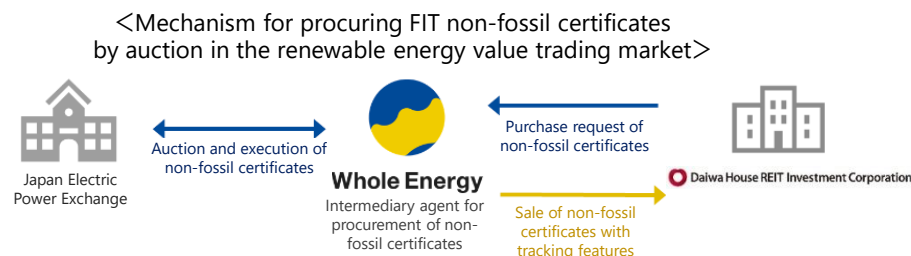 <Mechanism for procuring FIT non-fossil certificates
by auction in the renewable energy value trading market>
Auction and execution of
non-fossil certificates
Purchase request of
non-fossil certificates
Japan Electric
Power Exchange
Whole Energy
Intermediary agent for
procurement of non-
fossil certificates
Daiwa House REIT Investment Corporation
Sale of non-fossil
certificates with
tracking features